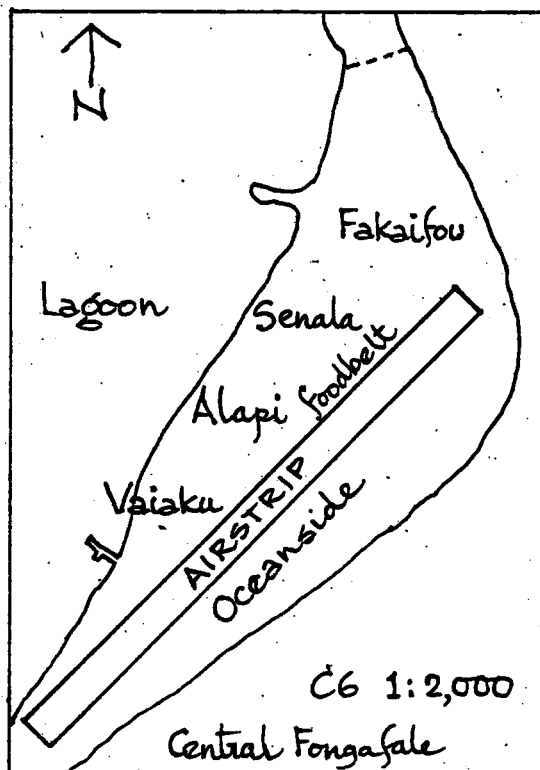 N
Fakaifou
Lagoon
Senala
foodbelt
Alapi
Vaiaku
AIRSTRIP
Oceanside
C6 1:2,000
Central Fongafale